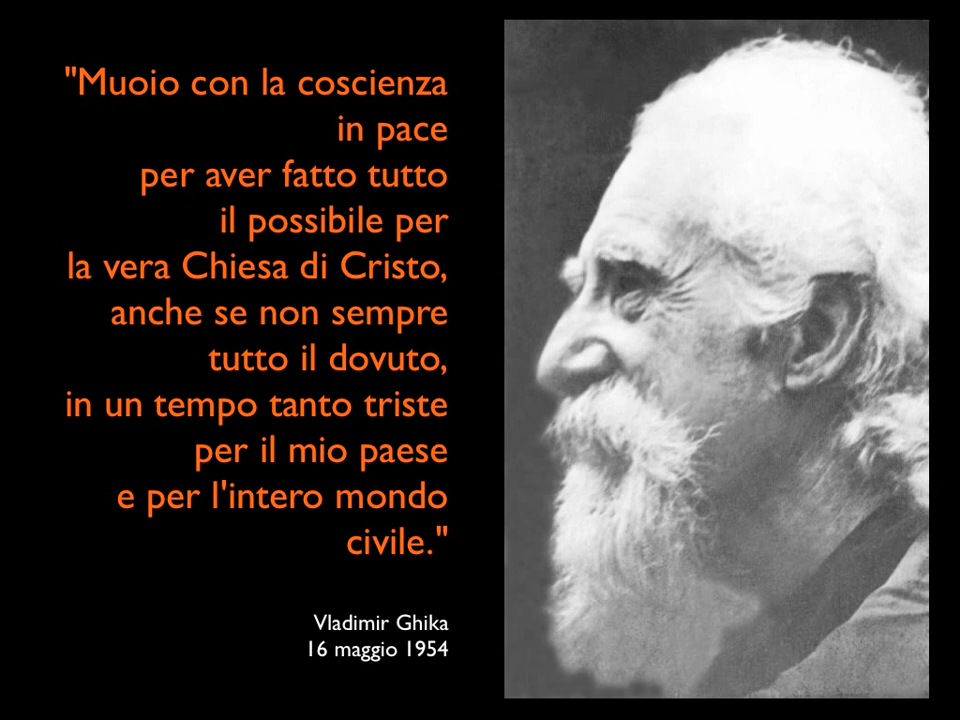 "Muoio con la coscienza
in pace
per aver fatto tutto
il possibile per
la vera Chiesa di Cristo,
anche se non sempre
tutto il dovuto,
in un tempo tanto triste
per il mio paese
e per l'intero mondo
civile."
Vladimir Ghika
16 maggio 1954